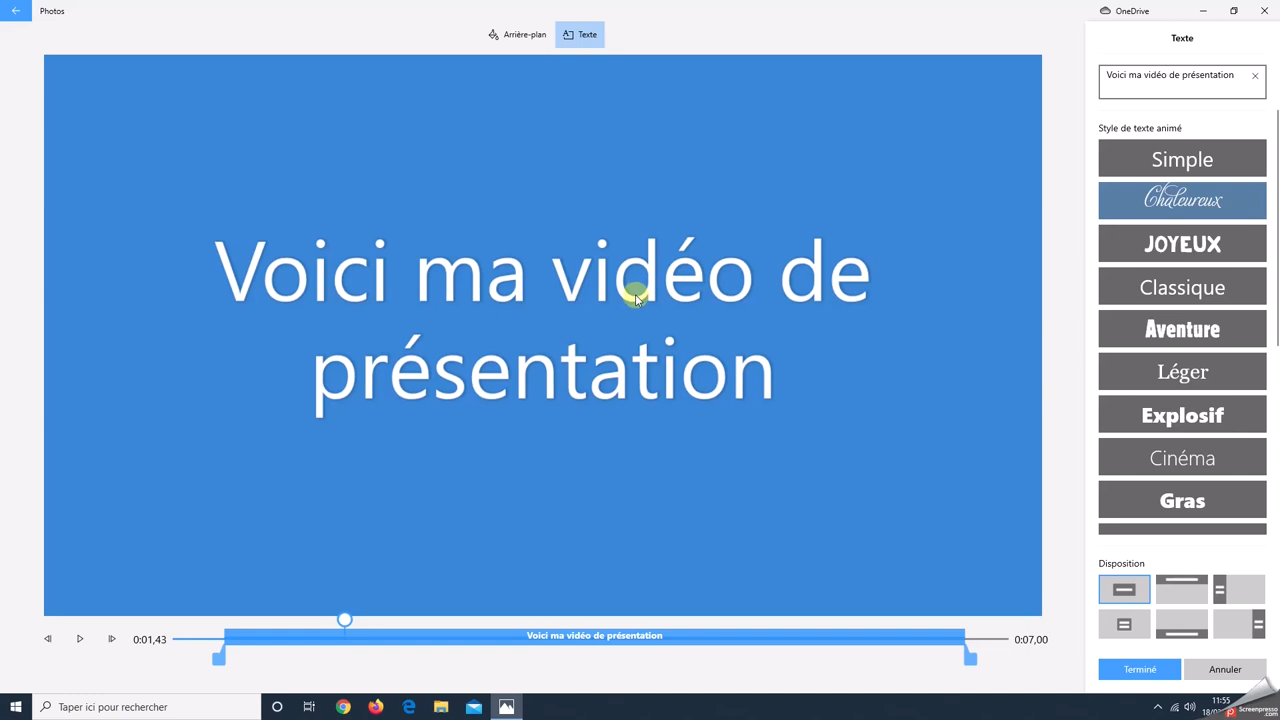 Photos
OneDrive
Arrière-plan
Texte
Texte
Voici ma vidéo de présentation
Style de texte animé
Simple
Chaleureux
JOYEUX
Classique
Aventure
Léger
Explosif
Cinéma
Gras
Voici ma vidéo de
présentation
Disposition
0:01,43
Voici ma vidéo de présentation
0:07,00
Terminé
Annuler
Taper ici pour rechercher
11:55
Screenpresso
.com